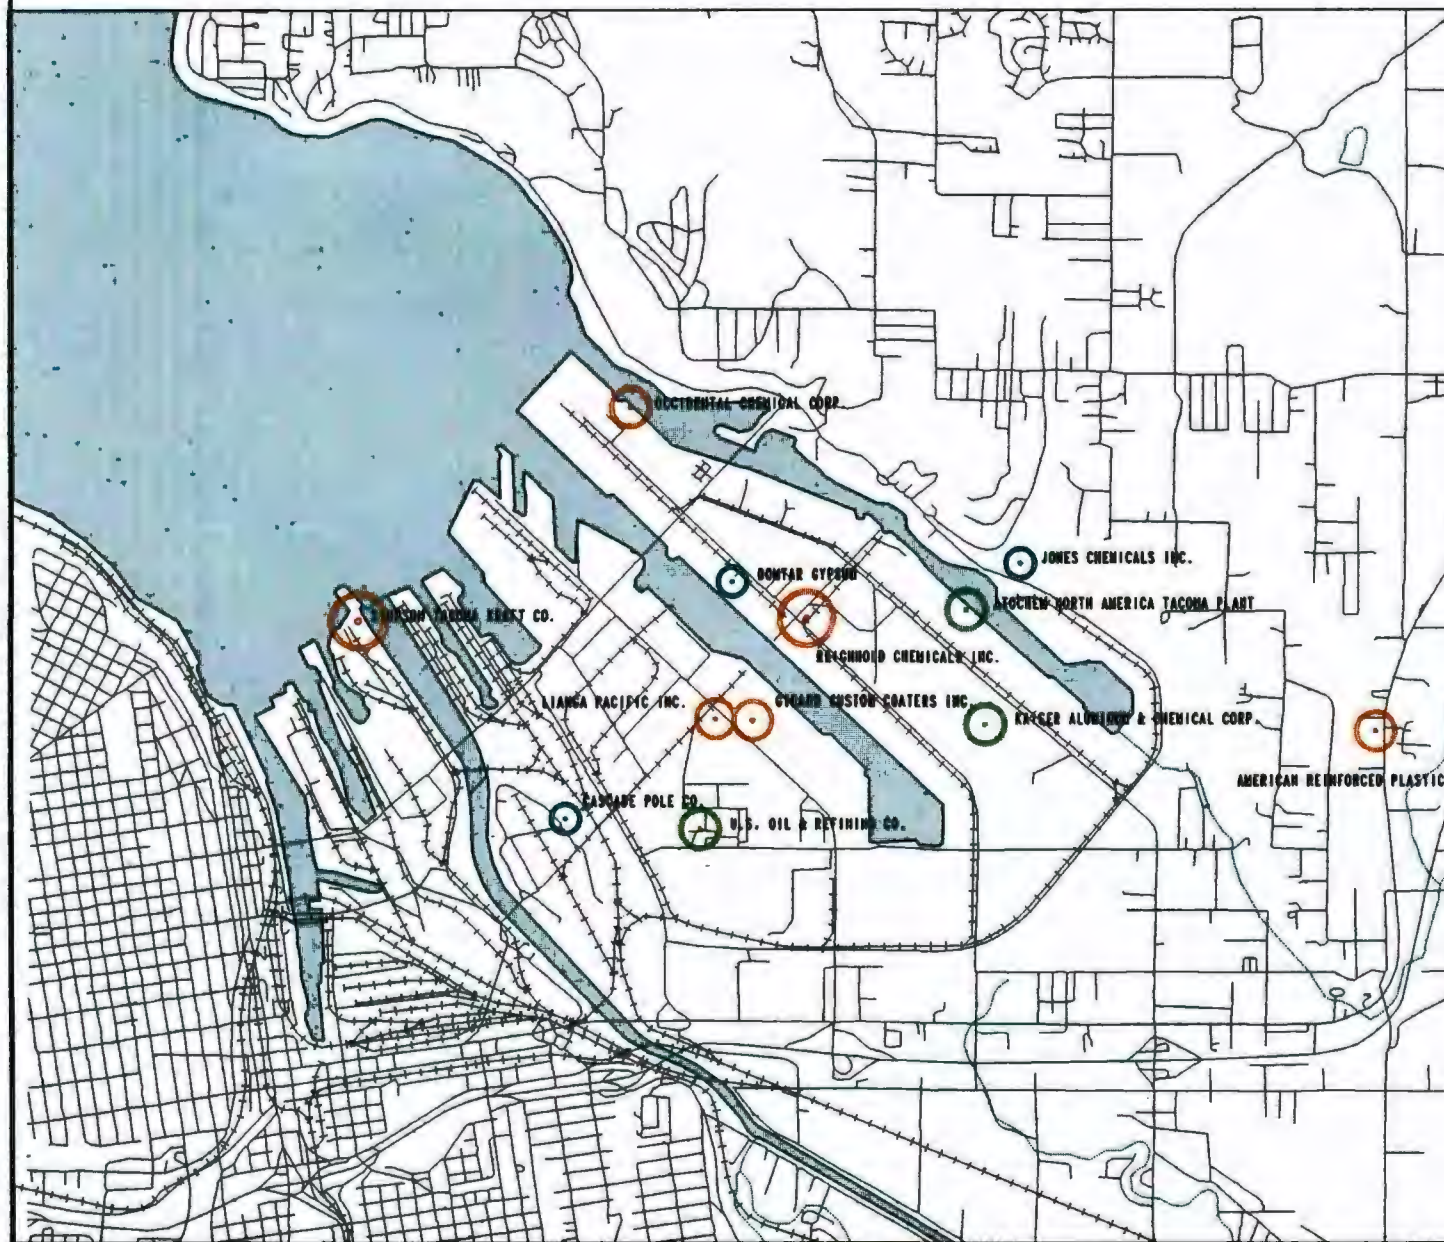 OCCIDENTAL CHEMICAL CORP.
JONES CHEMICALS INC.
DOMTAR GYPSUM
ATOCHEM NORTH AMERICA TACOMA PLANT
TACOMA KRAFT CO.
REICHHOLD CHEMICALS INC.
LIANGA PACIFIC INC.
CUSTOM COATERS INC.
KAISER ALUMINUM & CHEMICAL CORP.
AMERICAN REINFORCED PLASTIC
CASCADE POLE CO.
U.S. OIL & REFINING CO.